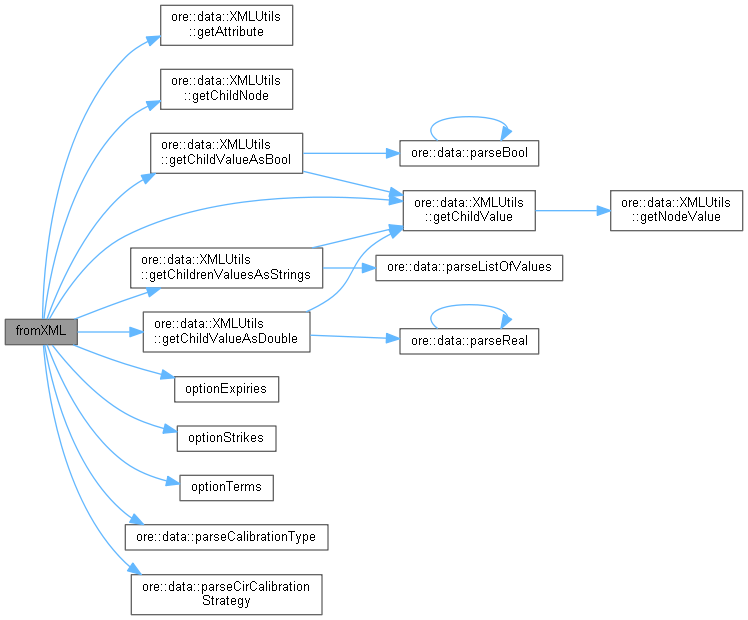 ore::data::XMLUtils
::getAttribute
ore::data::XMLUtils
::getChildNode
ore::data::XMLUtils
::getChildValueAsBool
ore::data::parseBool
ore::data::XMLUtils
::getChildValue
ore::data::XMLUtils
::getNodeValue
ore::data::XMLUtils
::getChildrenValuesAsStrings
ore::data::parseListOfValues
fromXML
ore::data::XMLUtils
::getChildValueAsDouble
ore::data::parseReal
optionExpiries
optionStrikes
optionTerms
ore::data::parseCalibrationType
ore::data::parseCirCalibration
Strategy